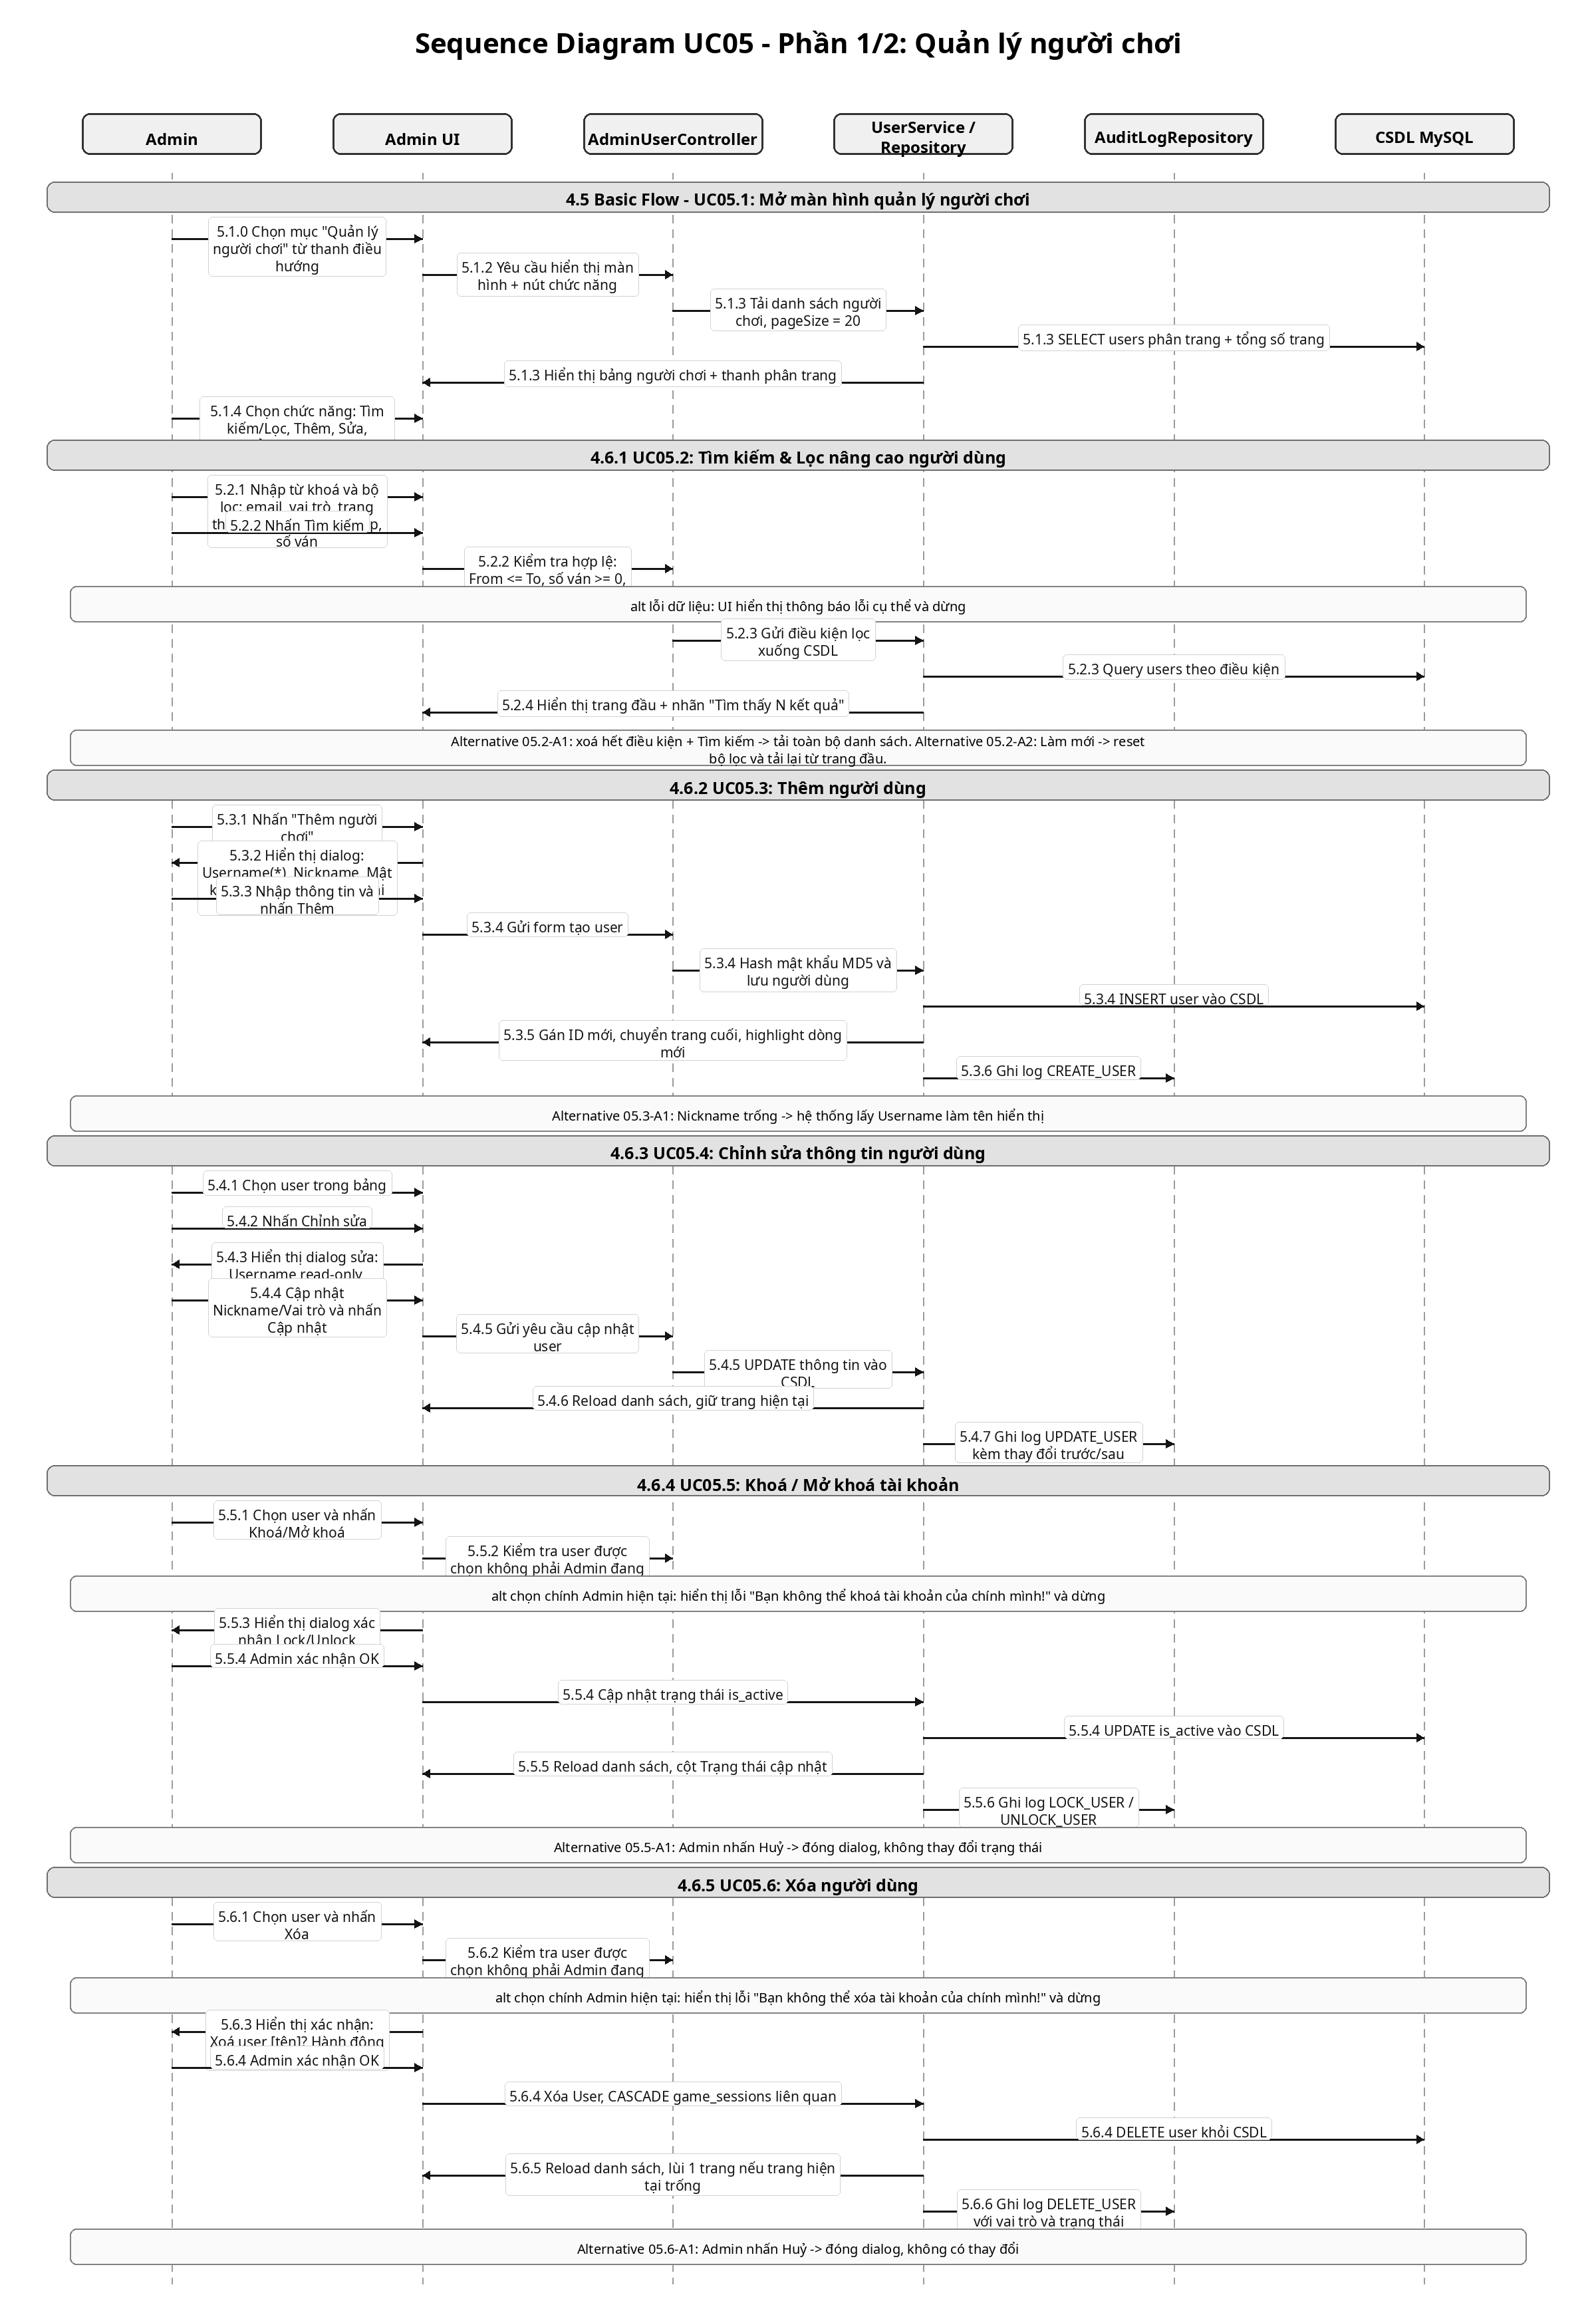 Sequence Diagram UC05 - Phần 1/2: Quản lý người chơi
Admin
Admin UI
AdminUserController
UserService /
Repository
AuditLogRepository
CSDL MySQL
4.5 Basic Flow - UC05.1: Mở màn hình quản lý người chơi
5.1.0 Chọn mục "Quản lý
người chơi" từ thanh điều
hướng
5.1.2 Yêu cầu hiển thị màn
hình + nút chức năng
5.1.3 Tải danh sách người
chơi, pageSize = 20
5.1.3 SELECT users phân trang + tổng số trang
5.1.3 Hiển thị bảng người chơi + thanh phân trang
5.1.4 Chọn chức năng: Tìm
kiếm/Lọc, Thêm, Sửa,
4.6.1 UC05.2: Tìm kiếm & Lọc nâng cao người dùng
5.2.1 Nhập từ khoá và bộ
lọc: email, vai trò, trạng
5.2.2 Nhấn Tìm kiếm
số ván
5.2.2 Kiểm tra hợp lệ:
From <= To, số ván >= 0,
alt lỗi dữ liệu: UI hiển thị thông báo lỗi cụ thể và dừng
5.2.3 Gửi điều kiện lọc
xuống CSDL
5.2.3 Query users theo điều kiện
5.2.4 Hiển thị trang đầu + nhãn "Tìm thấy N kết quả"
Alternative 05.2-A1: xoá hết điều kiện + Tìm kiếm -> tải toàn bộ danh sách. Alternative 05.2-A2: Làm mới -> reset
bộ lọc và tải lại từ trang đầu.
4.6.2 UC05.3: Thêm người dùng
5.3.1 Nhấn "Thêm người
chơi"
5.3.2 Hiển thị dialog:
Username(*), Nickname, Mật
5.3.3 Nhập thông tin và
nhấn Thêm
5.3.4 Gửi form tạo user
5.3.4 Hash mật khẩu MD5 và
lưu người dùng
5.3.4 INSERT user vào CSDL
5.3.5 Gán ID mới, chuyển trang cuối, highlight dòng
mới
5.3.6 Ghi log CREATE_USER
Alternative 05.3-A1: Nickname trống -> hệ thống lấy Username làm tên hiển thị
4.6.3 UC05.4: Chỉnh sửa thông tin người dùng
5.4.1 Chọn user trong bảng
5.4.2 Nhấn Chỉnh sửa
5.4.3 Hiển thị dialog sửa:
Username read-only,
5.4.4 Cập nhật
Nickname/Vai trò và nhấn
Cập nhật
5.4.5 Gửi yêu cầu cập nhật
user
5.4.5 UPDATE thông tin vào
CSDL
5.4.6 Reload danh sách, giữ trang hiện tại
5.4.7 Ghi log UPDATE_USER
kèm thay đổi trước/sau
4.6.4 UC05.5: Khoá / Mở khoá tài khoản
5.5.1 Chọn user và nhấn
Khoá/Mở khoá
5.5.2 Kiểm tra user được
chọn không phải Admin đang
alt chọn chính Admin hiện tại: hiển thị lỗi "Bạn không thể khoá tài khoản của chính mình!" và dừng
5.5.3 Hiển thị dialog xác
nhận Lock/Unlock
5.5.4 Admin xác nhận OK
5.5.4 Cập nhật trạng thái is_active
5.5.4 UPDATE is_active vào CSDL
5.5.5 Reload danh sách, cột Trạng thái cập nhật
5.5.6 Ghi log LOCK_USER /
UNLOCK_USER
Alternative 05.5-A1: Admin nhấn Huỷ -> đóng dialog, không thay đổi trạng thái
4.6.5 UC05.6: Xóa người dùng
5.6.1 Chọn user và nhấn
Xóa
5.6.2 Kiểm tra user được
chọn không phải Admin đang
alt chọn chính Admin hiện tại: hiển thị lỗi "Bạn không thể xóa tài khoản của chính mình!" và dừng
5.6.3 Hiển thị xác nhận:
Xoá user [tên]? Hành động
5.6.4 Admin xác nhận OK
5.6.4 Xóa User, CASCADE game_sessions liên quan
5.6.4 DELETE user khỏi CSDL
5.6.5 Reload danh sách, lùi 1 trang nếu trang hiện
tại trống
5.6.6 Ghi log DELETE_USER
với vai trò và trạng thái
Alternative 05.6-A1: Admin nhấn Huỷ -> đóng dialog, không có thay đổi